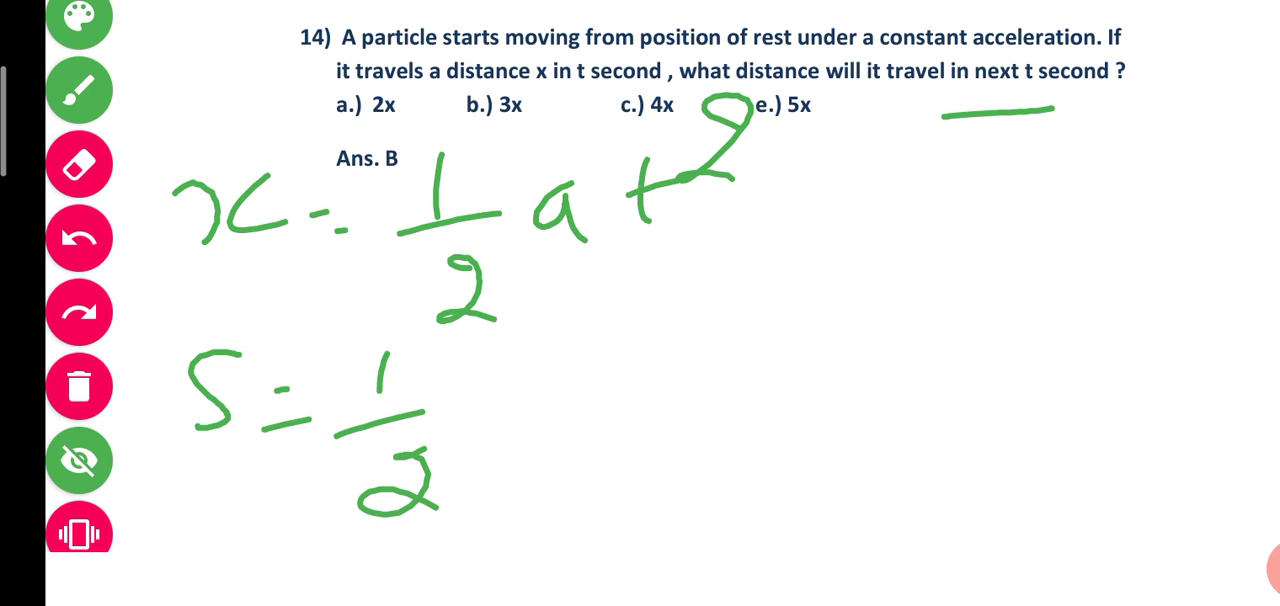 14) A particle starts moving from position of rest under a constant acceleration. If
it travels a distance x in t second , what distance will it travel in next t second ?
a.) 2x b.) 3x c.) 4x e.) 5x
Ans. B
x = 1/2 a t²
S = 1/2